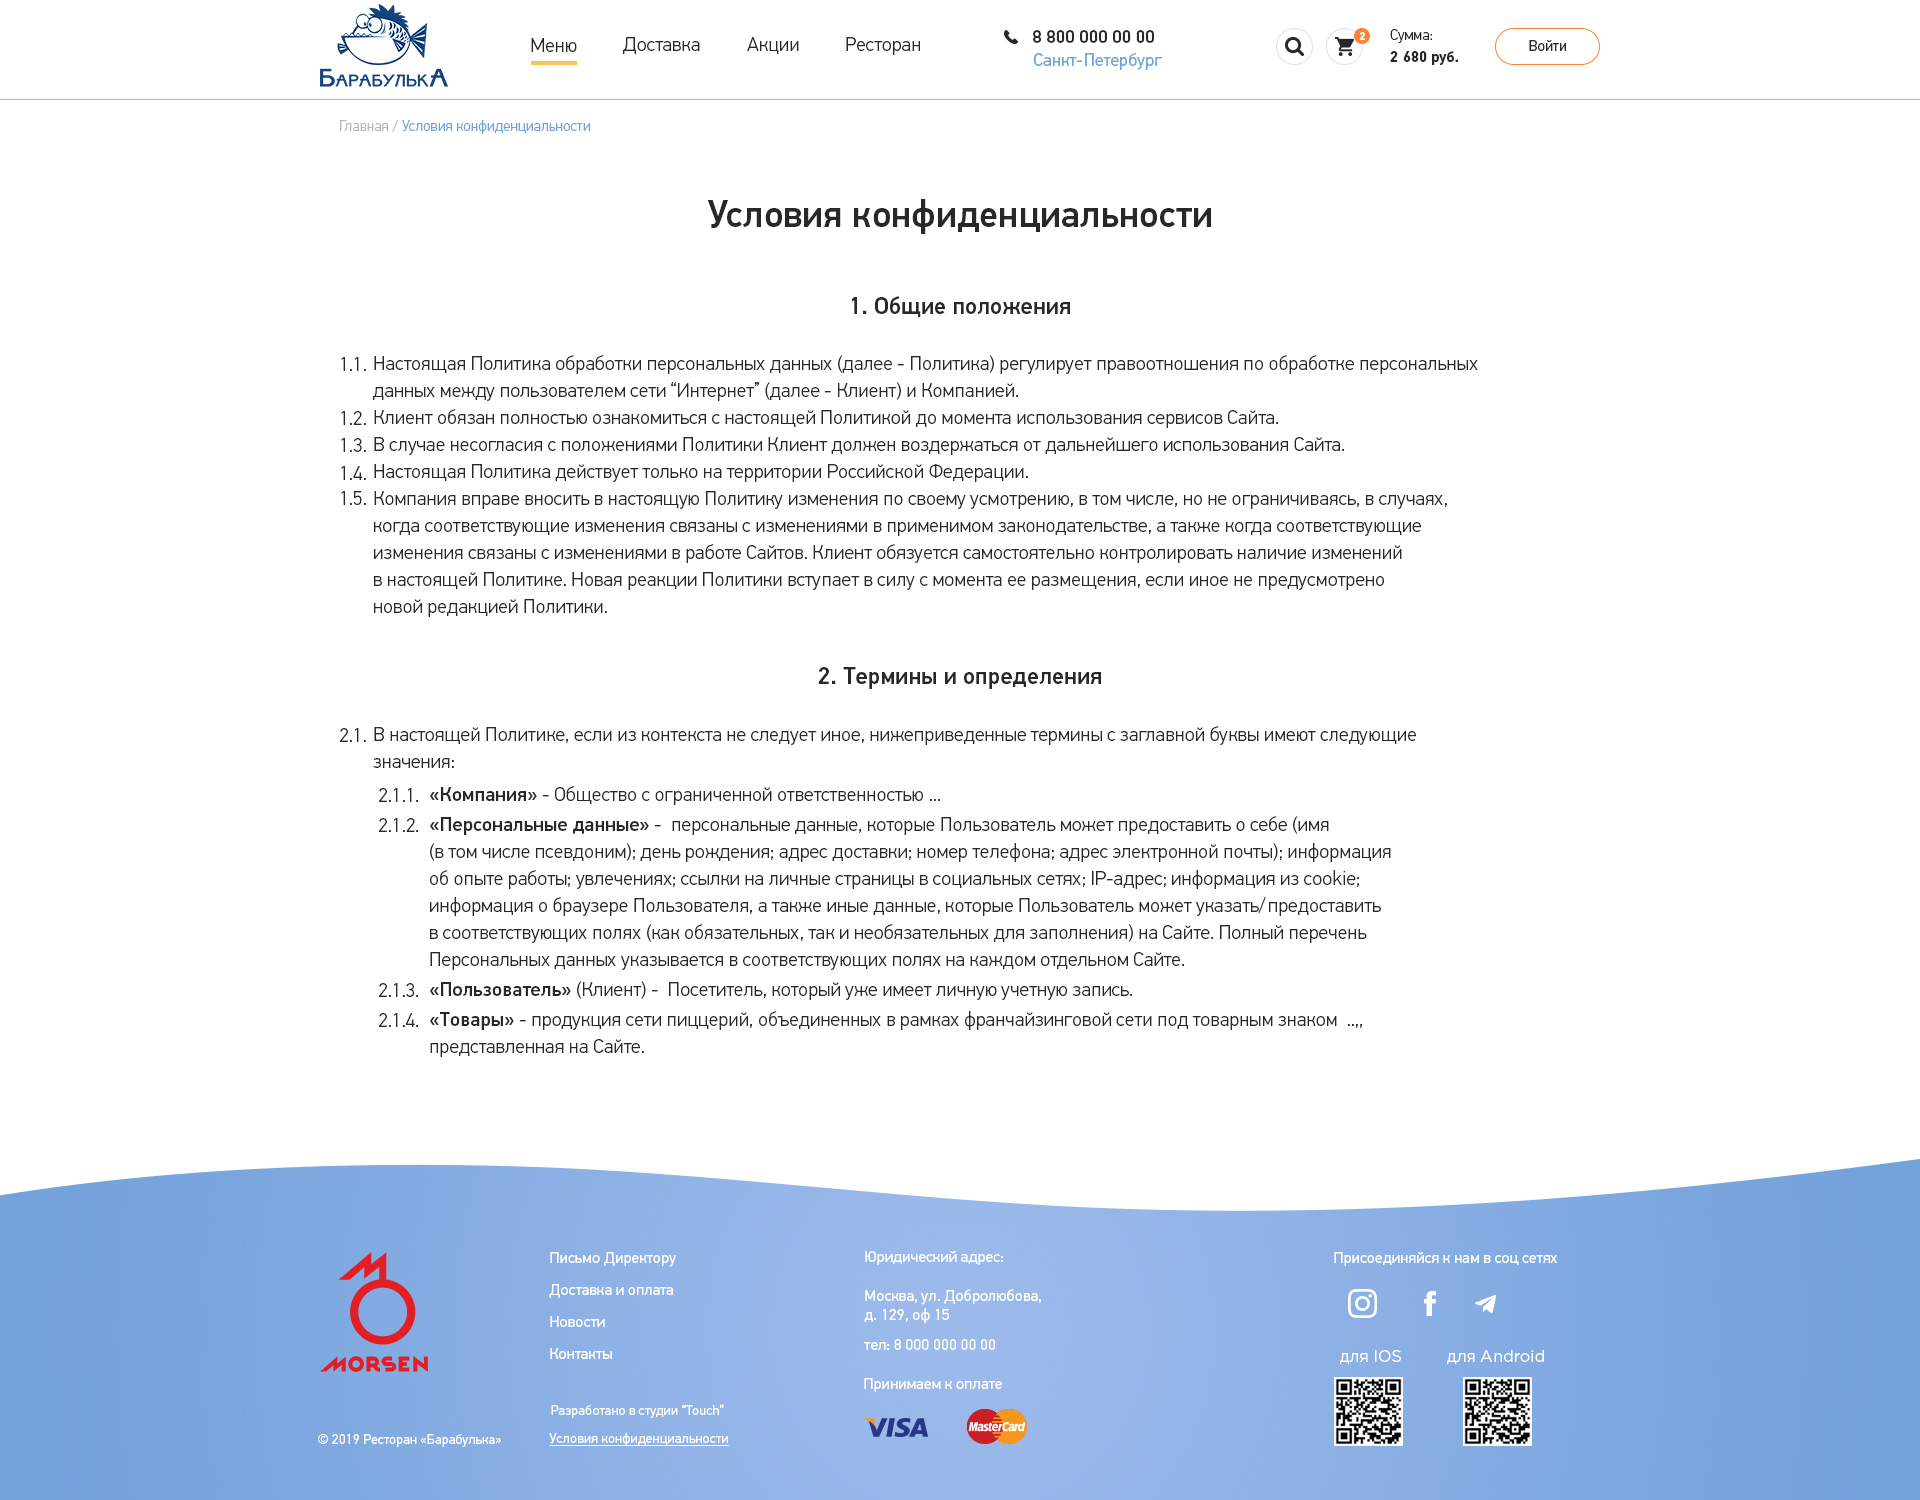 БАРАБУЛЬКА
Меню
Доставка
Акции
Ресторан
8 800 000 00 00
Санкт-Петербург
2
Сумма:
2 680 руб.
Войти
Главная / Условия конфиденциальности
Условия конфиденциальности
1. Общие положения
1.1. Настоящая Политика обработки персональных данных (далее - Политика) регулирует правоотношения по обработке персональных
данных между пользователем сети “Интернет” (далее - Клиент) и Компанией.
1.2. Клиент обязан полностью ознакомиться с настоящей Политикой до момента использования сервисов Сайта.
1.3. В случае несогласия с положениями Политики Клиент должен воздержаться от дальнейшего использования Сайта.
1.4. Настоящая Политика действует только на территории Российской Федерации.
1.5. Компания вправе вносить в настоящую Политику изменения по своему усмотрению, в том числе, но не ограничиваясь, в случаях,
когда соответствующие изменения связаны с изменениями в применимом законодательстве, а также когда соответствующие
изменения связаны с изменениями в работе Сайтов. Клиент обязуется самостоятельно контролировать наличие изменений
в настоящей Политике. Новая реакции Политики вступает в силу с момента ее размещения, если иное не предусмотрено
новой редакцией Политики.
2. Термины и определения
2.1. В настоящей Политике, если из контекста не следует иное, нижеприведенные термины с заглавной буквы имеют следующие
значения:
2.1.1. «Компания» - Общество с ограниченной ответственностью ...
2.1.2. «Персональные данные» - персональные данные, которые Пользователь может предоставить о себе (имя
(в том числе псевдоним); день рождения; адрес доставки; номер телефона; адрес электронной почты); информация
об опыте работы; увлечениях; ссылки на личные страницы в социальных сетях; IP-адрес; информация из cookie;
информация о браузере Пользователя, а также иные данные, которые Пользователь может указать/предоставить
в соответствующих полях (как обязательных, так и необязательных для заполнения) на Сайте. Полный перечень
Персональных данных указывается в соответствующих полях на каждом отдельном Сайте.
2.1.3. «Пользователь» (Клиент) - Посетитель, который уже имеет личную учетную запись.
2.1.4. «Товары» - продукция сети пиццерий, объединенных в рамках франчайзинговой сети под товарным знаком ..,,
представленная на Сайте.
MORSEN
© 2019 Ресторан «Барабулька»
Письмо Директору
Доставка и оплата
Новости
Контакты
Разработано в студии “Touch”
Условия конфиденциальности
Юридический адрес:
Москва, ул. Добролюбова,
д. 129, оф 15
тел: 8 000 000 00 00
Принимаем к оплате
VISA
MasterCard
Присоединяйся к нам в соц сетях
для IOS
для Android